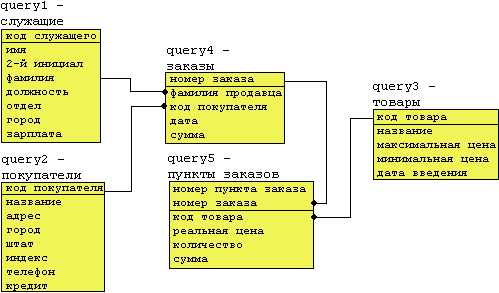 query1 -
служащие
код служащего
имя
2-й инициал
фамилия
должность
отдел
город
зарплата
query2 -
покупатели
код покупателя
название
адрес
город
штат
индекс
телефон
кредит
query4 -
заказы
номер заказа
фамилия продавца
код покупателя
дата
сумма
query5 -
пункты заказов
номер пункта заказа
номер заказа
код товара
реальная цена
количество
сумма
query3 -
товары
код товара
название
максимальная цена
минимальная цена
дата введения